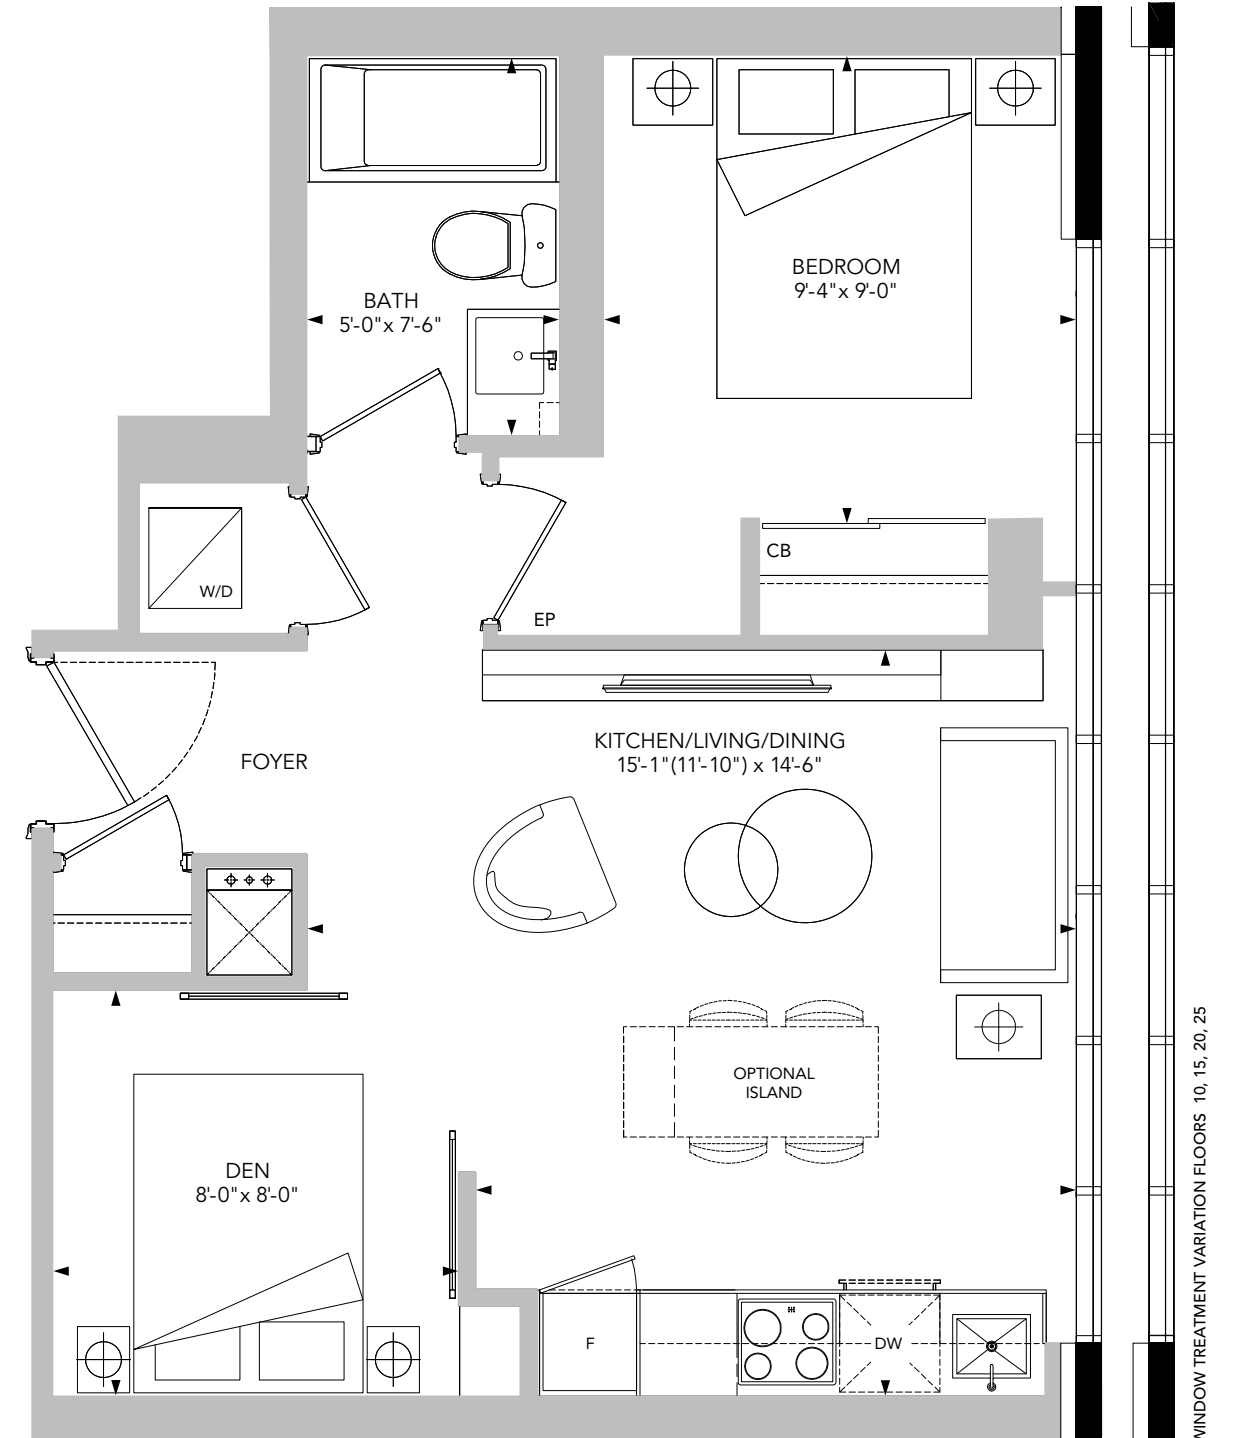 BEDROOM
9'-4"x 9'-0"
BATH
5'-0"x 7'-6"
CB
W/D
EP
KITCHEN/LIVING/DINING
15'-1"(11'-10") x 14'-6"
FOYER
OPTIONAL
ISLAND
DEN
8'-0"x 8'-0"
F
DW
WINDOW TREATMENT VARIATION FLOORS 10, 15, 20, 25